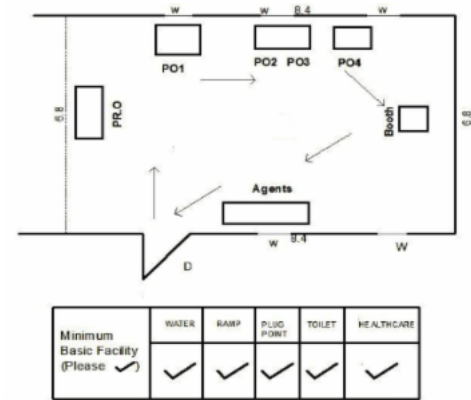 w w 8.4 w
PO1 PO2 PO3 PO4
6.8 PR.O Booth 6.8
Agents
w 8.4 W
D
WATER RAMP PLUG POINT TOILET HEALTHCARE
Minimum
Basic Facility
(Please ✓)
✓ ✓ ✓ ✓ ✓